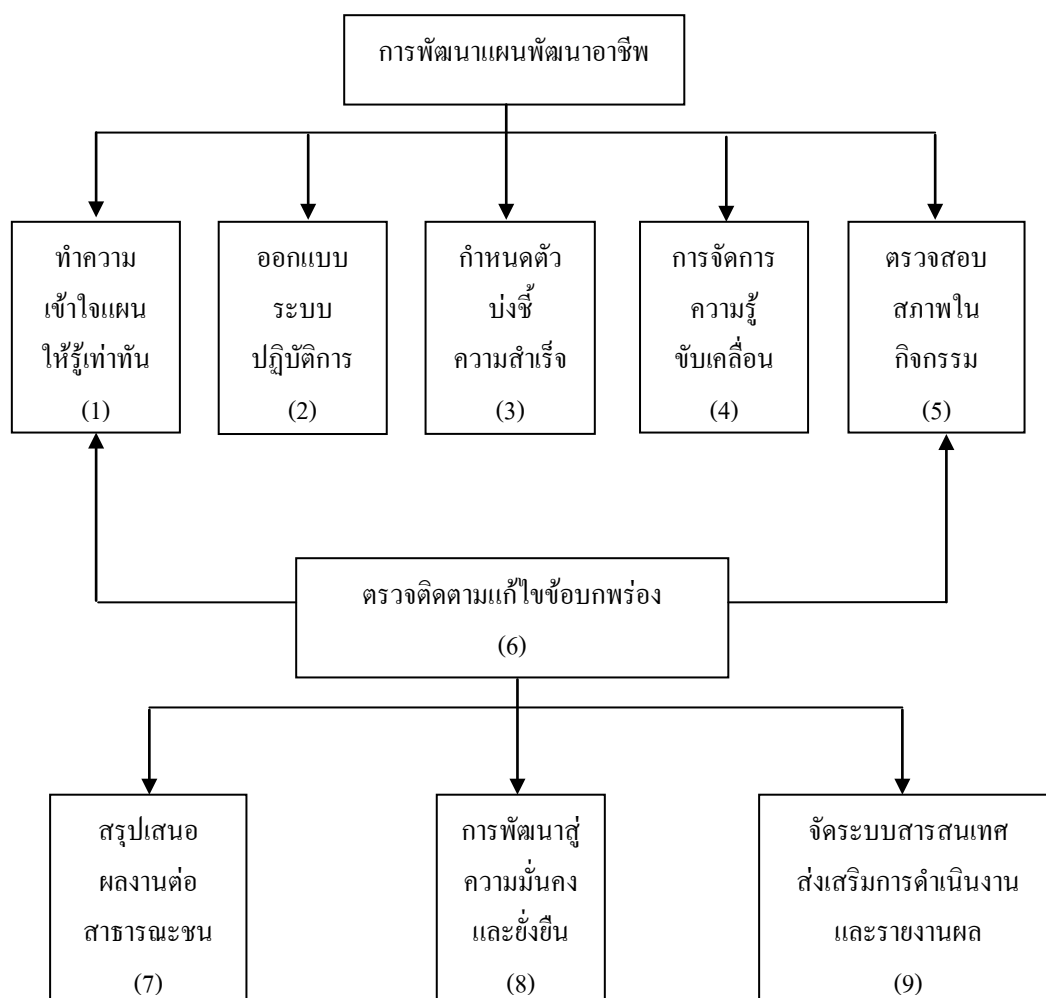 การพัฒนาแผนพัฒนาอาชีพ
ทำความ
เข้าใจแผน
ให้รู้เท่าทัน
(1)
ออกแบบ
ระบบ
ปฏิบัติการ
(2)
กำหนดตัว
บ่งชี้
ความสำเร็จ
(3)
การจัดการ
ความรู้
ขับเคลื่อน
(4)
ตรวจสอบ
สภาพใน
กิจกรรม
(5)
ตรวจติดตามแก้ไขข้อบกพร่อง
(6)
สรุปเสนอ
ผลงานต่อ
สาธารณะชน
(7)
การพัฒนาสู่
ความมั่นคง
และยั่งยืน
(8)
จัดระบบสารสนเทศ
ส่งเสริมการดำเนินงาน
และรายงานผล
(9)